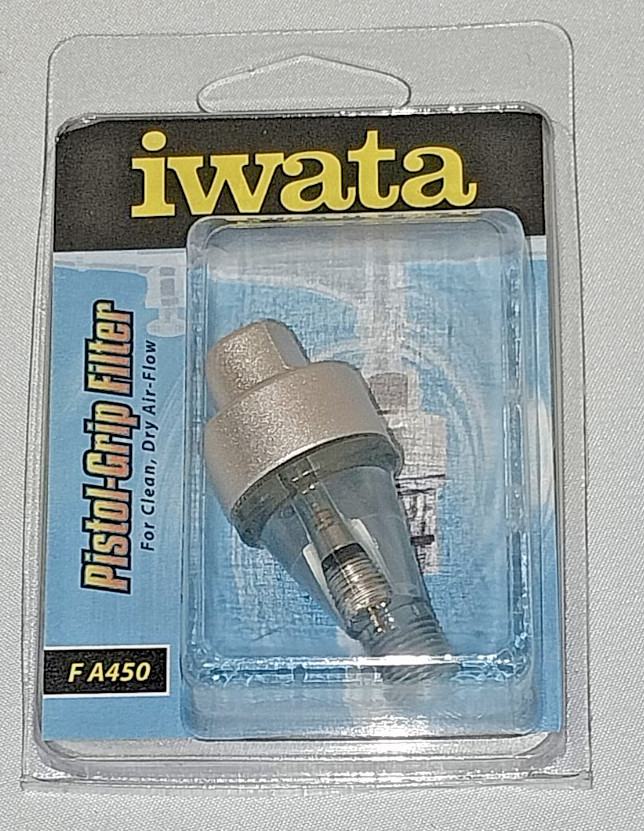 iwata
Pistol-Grip Filter
For Clean, Dry Air-Flow
F A450